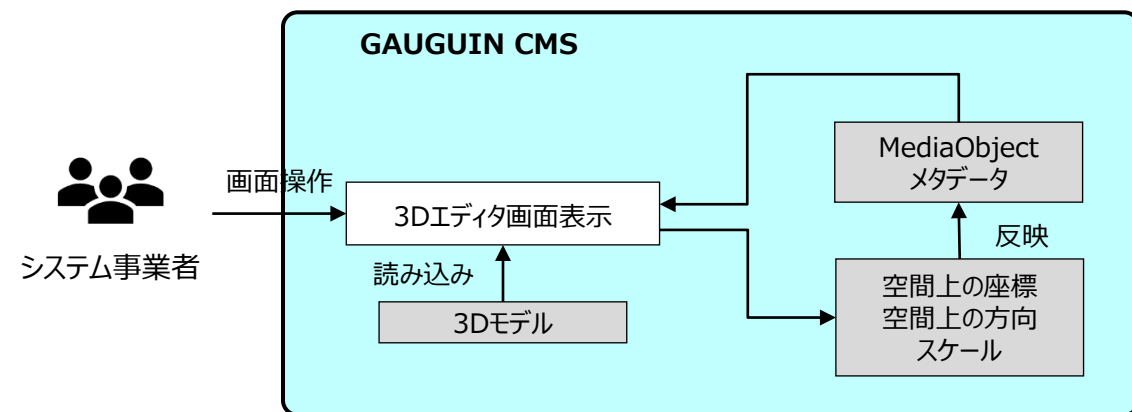 GAUGUIN CMS
MediaObject
メタデータ
画面操作
3Dエディタ画面表示
反映
システム事業者
読み込み
空間上の座標
空間上の方向
スケール
3Dモデル